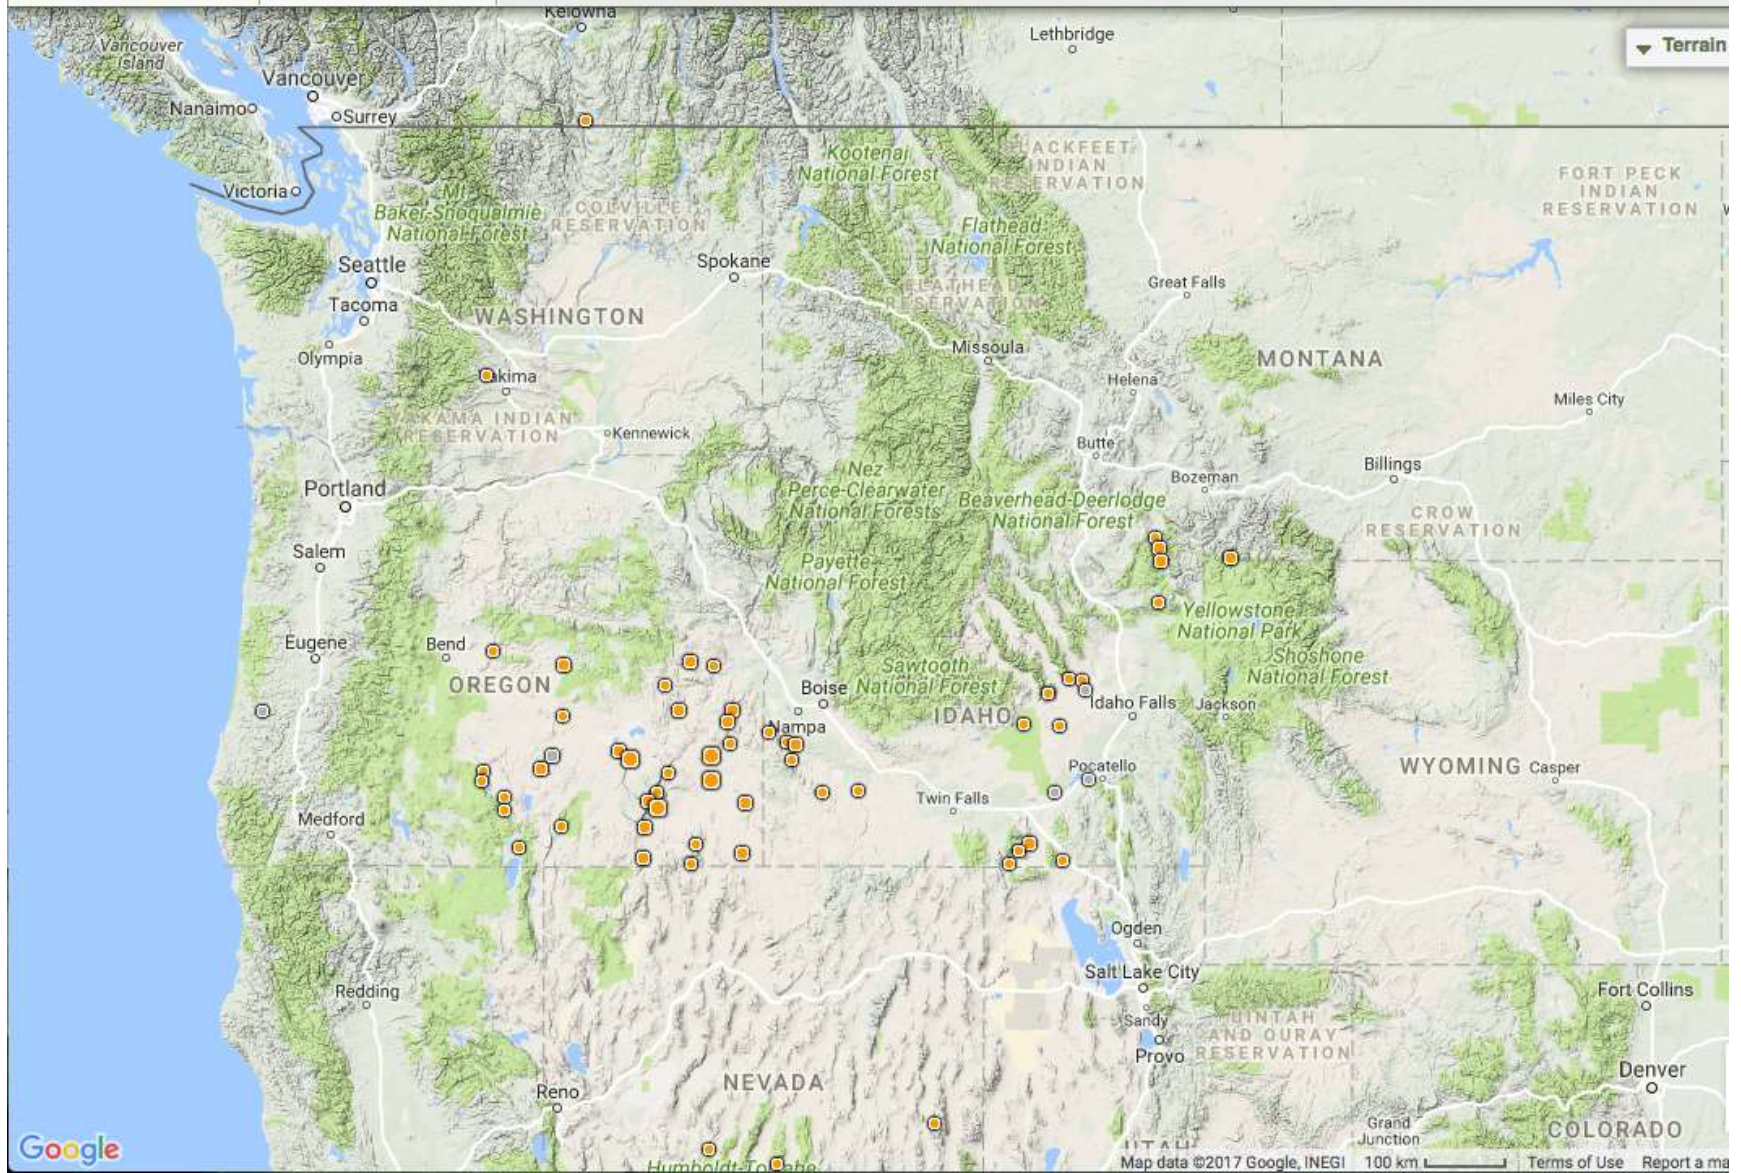 Kelowna
Lethbridge
Terrain
Vancouver
Island
Vancouver
Nanaimo
Surrey
Victoria
Kootenai
National Forest
BLACKFEET
INDIAN
RESERVATION
FORT PECK
INDIAN
RESERVATION
Mt
Baker-Snoqualmie
National Forest
COLVILLE
RESERVATION
Flathead
National Forest
Seattle
Spokane
Tacoma
FLATHEAD
RESERVATION
Great Falls
WASHINGTON
Olympia
Missoula
MONTANA
akima
Helena
Miles City
YAKAMA INDIAN
RESERVATION
Kennewick
Butte
Billings
Bozeman
Portland
Nez
Perce-Clearwater
National Forests
Beaverhead-Deerlodge
National Forest
CROW
RESERVATION
Salem
Payette
National Forest
Yellowstone
National Park
Eugene
Bend
OREGON
Boise
Sawtooth
National Forest
Shoshone
National Forest
Nampa
IDAHO
Idaho Falls
Jackson
Pocatello
WYOMING
Casper
Twin Falls
Medford
Ogden
Salt Lake City
Redding
Fort Collins
Sandy
UINTAH
AND OURAY
RESERVATION
Provo
Denver
NEVADA
Reno
Grand
Junction
COLORADO
UTAH
Google
Humboldt-Toiyabe
Map data ©2017 Google, INEGI
100 km
Terms of Use
Report a ma